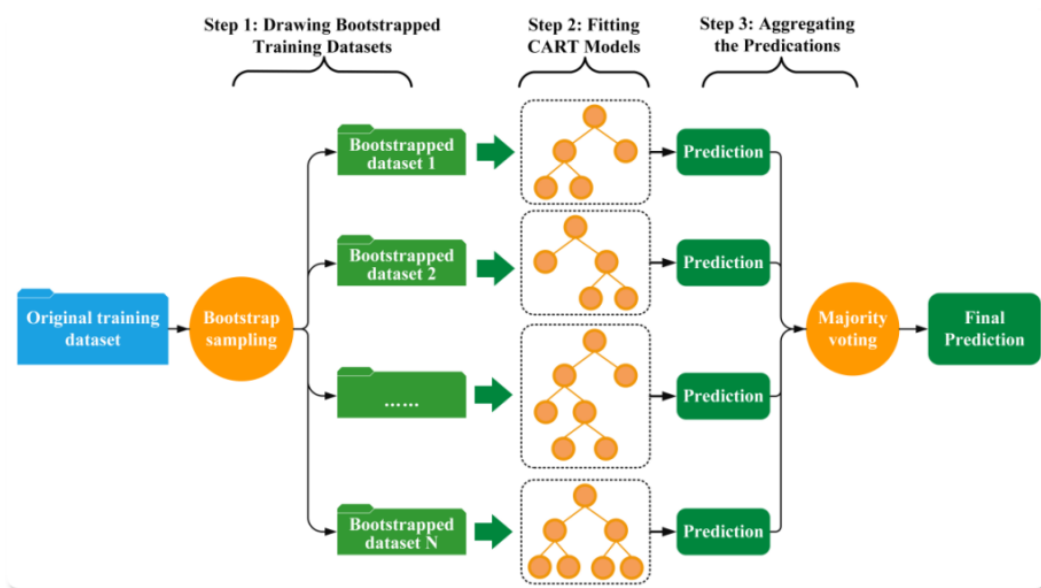 Step 1: Drawing Bootstrapped
Training Datasets
Step 2: Fitting
CART Models
Step 3: Aggregating
the Predications
Original training
dataset
Bootstrap
sampling
Bootstrapped
dataset 1
Prediction
Bootstrapped
dataset 2
Prediction
......
Prediction
Bootstrapped
dataset N
Prediction
Majority
voting
Final
Prediction